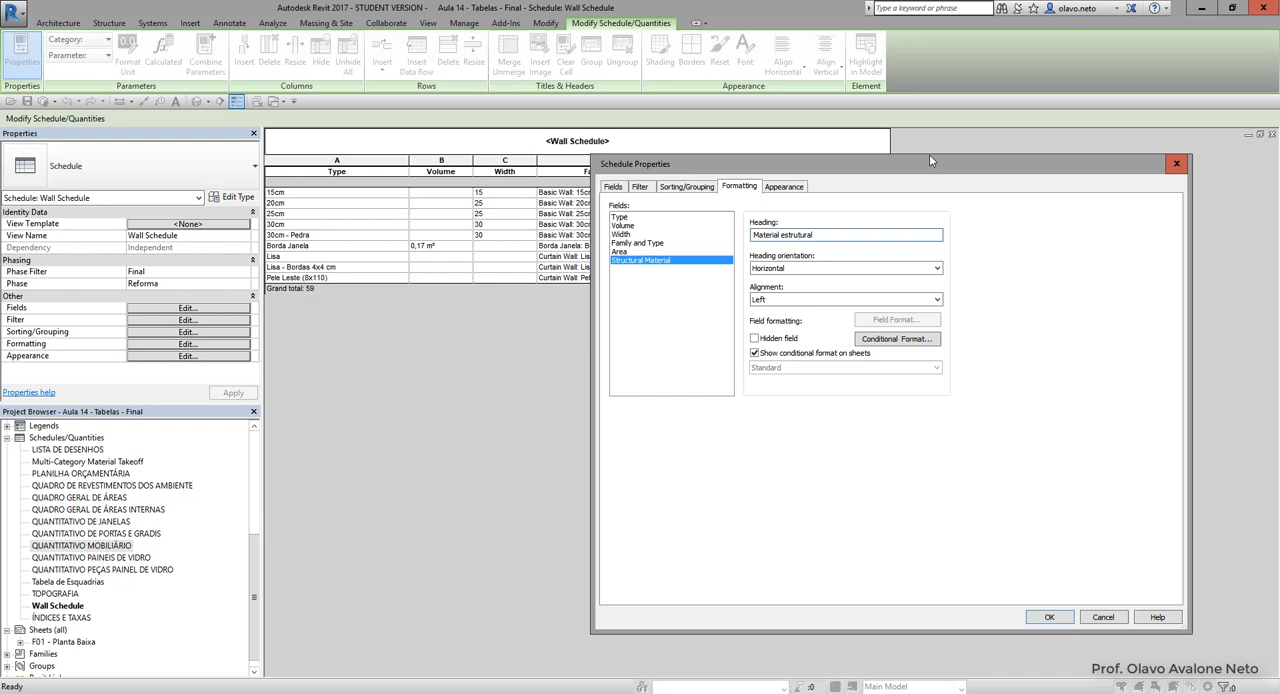 Autodesk Revit 2017 - STUDENT VERSION - Aula 14 - Tabelas - Final - Schedule: Wall Schedule
Type a keyword or phrase
olavo.neto
Architecture Structure Systems Insert Annotate Analyze Massing & Site Collaborate View Manage Add-Ins Modify Modify Schedule/Quantities
Category:
Parameter:
Properties
Format Unit
Calculated
Combine Parameters
Insert
Delete
Resize
Hide
Unhide All
Insert
Insert Data Row
Delete
Resize
Merge Unmerge
Insert Image
Clear Cell
Group
Ungroup
Shading
Borders
Reset
Font
Align Horizontal
Align Vertical
Highlight in Model
Properties Parameters Columns Rows Titles & Headers Appearance Element
Modify Schedule/Quantities
Properties
Schedule
Schedule: Wall Schedule
Edit Type
Identity Data
View Template <None>
View Name Wall Schedule
Dependency Independent
Phasing
Phase Filter Final
Phase Reforma
Other
Fields Edit...
Filter Edit...
Sorting/Grouping Edit...
Formatting Edit...
Appearance Edit...
Properties help
Apply
Project Browser - Aula 14 - Tabelas - Final
Legends
Schedules/Quantities
LISTA DE DESENHOS
Multi-Category Material Takeoff
PLANILHA ORÇAMENTÁRIA
QUADRO DE REVESTIMENTOS DOS AMBIENTE
QUADRO GERAL DE ÁREAS
QUADRO GERAL DE ÁREAS INTERNAS
QUANTITATIVO DE JANELAS
QUANTITATIVO DE PORTAS E GRADIS
QUANTITATIVO MOBILIÁRIO
QUANTITATIVO PAINEIS DE VIDRO
QUANTITATIVO PEÇAS PAINEL DE VIDRO
Tabela de Esquadrias
TOPOGRAFIA
Wall Schedule
ÍNDICES E TAXAS
Sheets (all)
F01 - Planta Baixa
Families
Groups
<Wall Schedule>
A B C
Type Volume Width Fa
15cm 15 Basic Wall: 15c
20cm 25 Basic Wall: 20c
25cm 25 Basic Wall: 25c
30cm 30 Basic Wall: 30c
30cm - Pedra 30 Basic Wall: 30c
Borda Janela 0,17 m³ Borda Janela: B
Lisa Curtain Wall: Lis
Lisa - Bordas 4x4 cm Curtain Wall: Lis
Pele Leste (8x110) Curtain Wall: Pel
Grand total: 59
Schedule Properties
Fields Filter Sorting/Grouping Formatting Appearance
Fields:
Type
Volume
Width
Family and Type
Area
Structural Material
Heading:
Material estrutural
Heading orientation:
Horizontal
Alignment:
Left
Field formatting: Field Format...
Hidden field Conditional Format...
Show conditional format on sheets
Standard
OK Cancel Help
Prof. Olavo Avalone Neto
Ready
:0
Main Model
:0